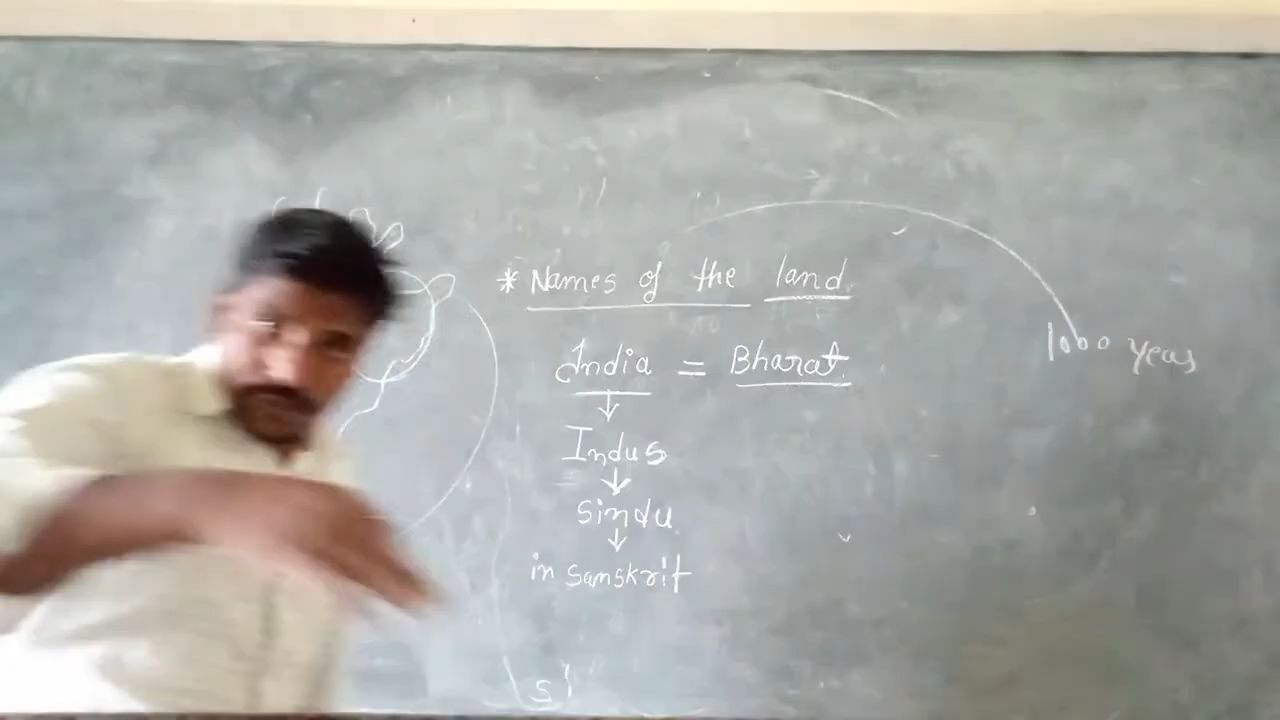 * Names of the land
India = Bharat
1000 years
↓
Indus
↓
Sindu
↓
in Sanskrit